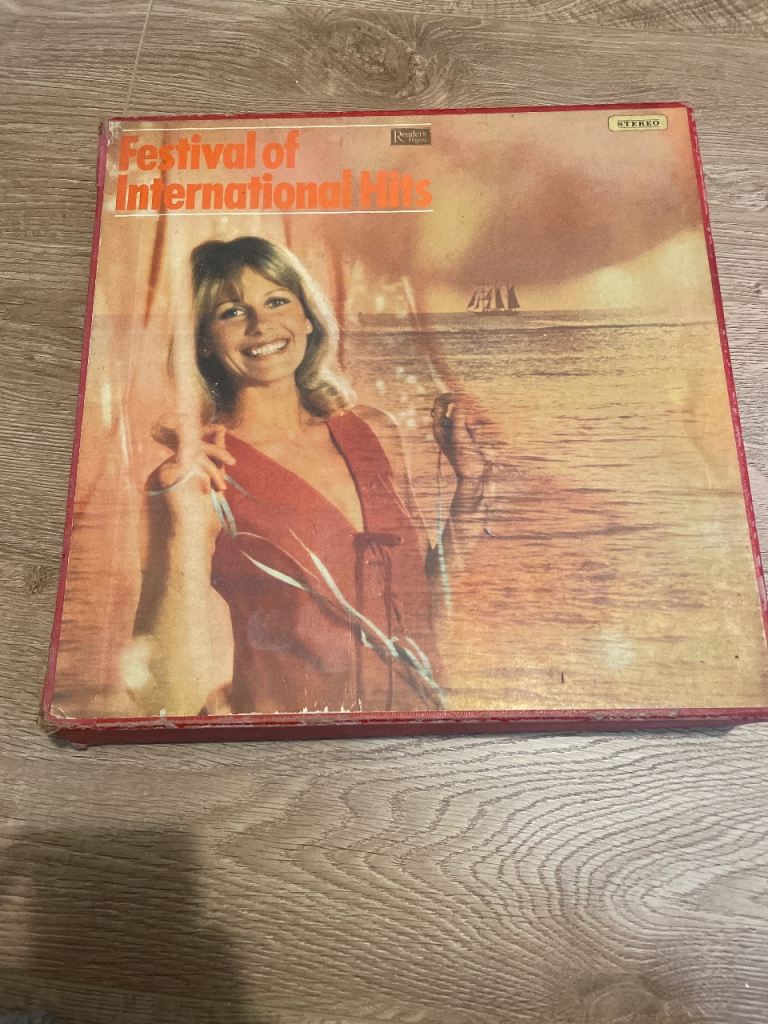 Festival of
International Hits
Reader's
Digest
STEREO